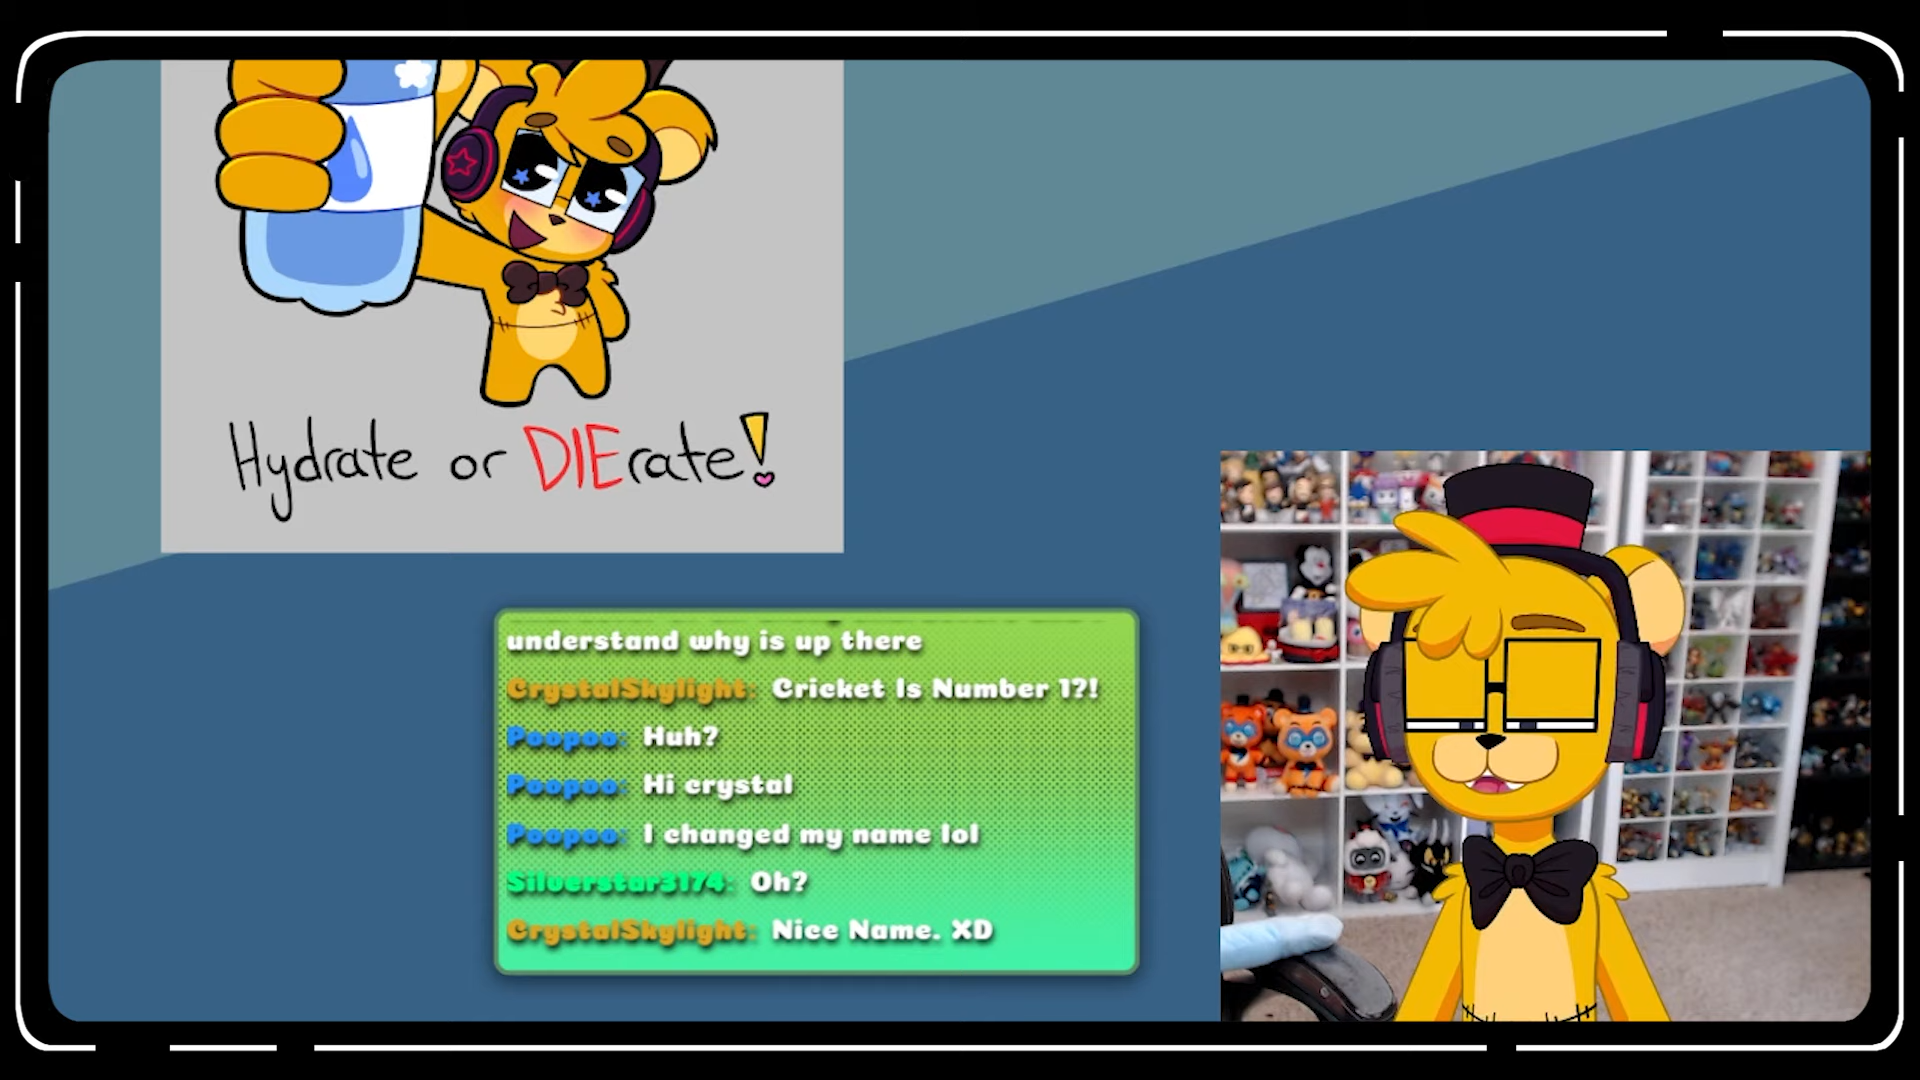 Hydrate or DIErate!
understand why is up there
CrystalSkylight: Cricket Is Number 1?!
Poopoo: Huh?
Poopoo: Hi crystal
Poopoo: I changed my name lol
Silverstar3174: Oh?
CrystalSkylight: Nice Name. XD